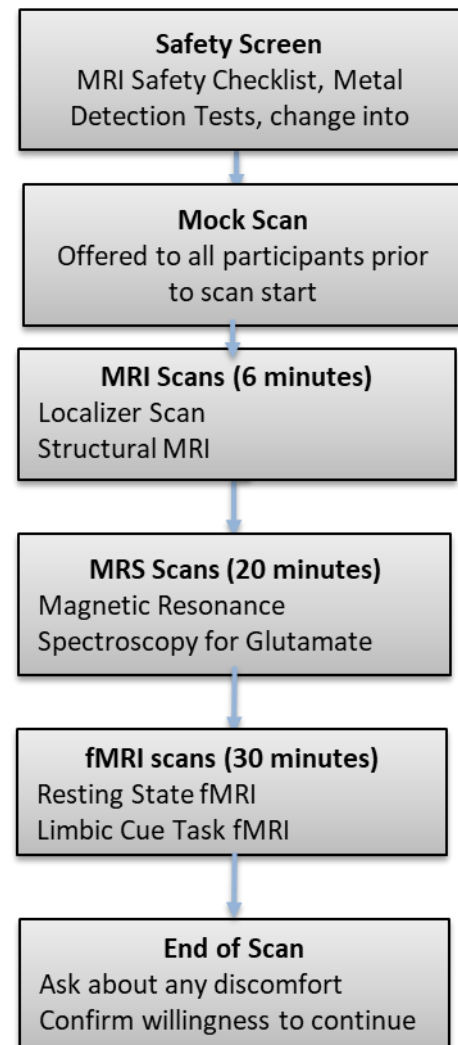 Safety Screen
MRI Safety Checklist, Metal
Detection Tests, change into
Mock Scan
Offered to all participants prior
to scan start
MRI Scans (6 minutes)
Localizer Scan
Structural MRI
MRS Scans (20 minutes)
Magnetic Resonance
Spectroscopy for Glutamate
fMRI scans (30 minutes)
Resting State fMRI
Limbic Cue Task fMRI
End of Scan
Ask about any discomfort
Confirm willingness to continue